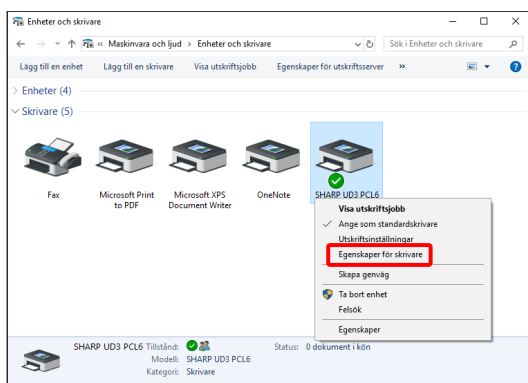 Enheter och skrivare
« Maskinvara och ljud › Enheter och skrivare
Sök i Enheter och skrivare
Lägg till en enhet Lägg till en skrivare Visa utskriftsjobb Egenskaper för utskriftsserver »
Enheter (4)
Skrivare (5)
Fax
Microsoft Print to PDF
Microsoft XPS Document Writer
OneNote
SHARP UD3 PCL6
Visa utskriftsjobb
Ange som standardskrivare
Utskriftsinställningar
Egenskaper för skrivare
Skapa genväg
Ta bort enhet
Felsök
Egenskaper
SHARP UD3 PCL6 Tillstånd: Status: 0 dokument i kön
Modell: SHARP UD3 PCL6
Kategori: Skrivare